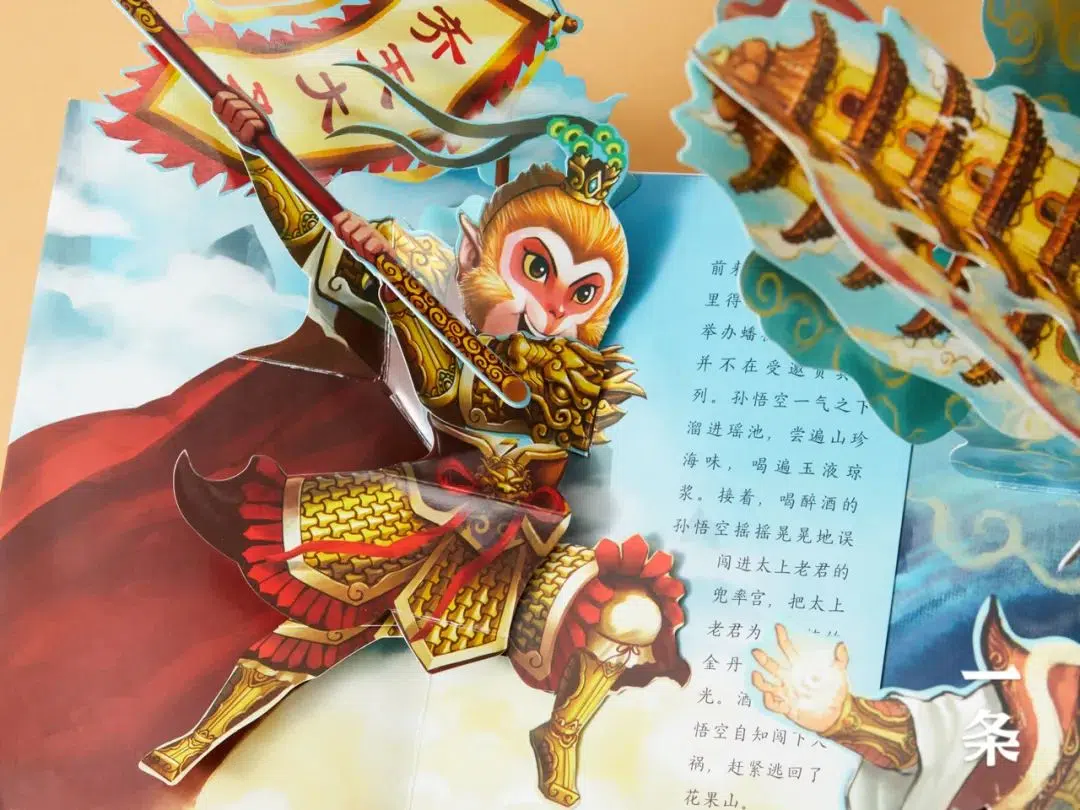 齐天大
前来
里得
举办蟠
并不在受邀
列。孙悟空一气之下
溜进瑶池，尝遍山珍
海味，喝遍玉液琼
浆。接着，喝醉酒的
孙悟空摇摇晃晃地误
闯进太上老君的
兜率宫，把太上
老君为
金丹
光。酒
悟空自知闯下大
祸，赶紧逃回了
花果山。
一条